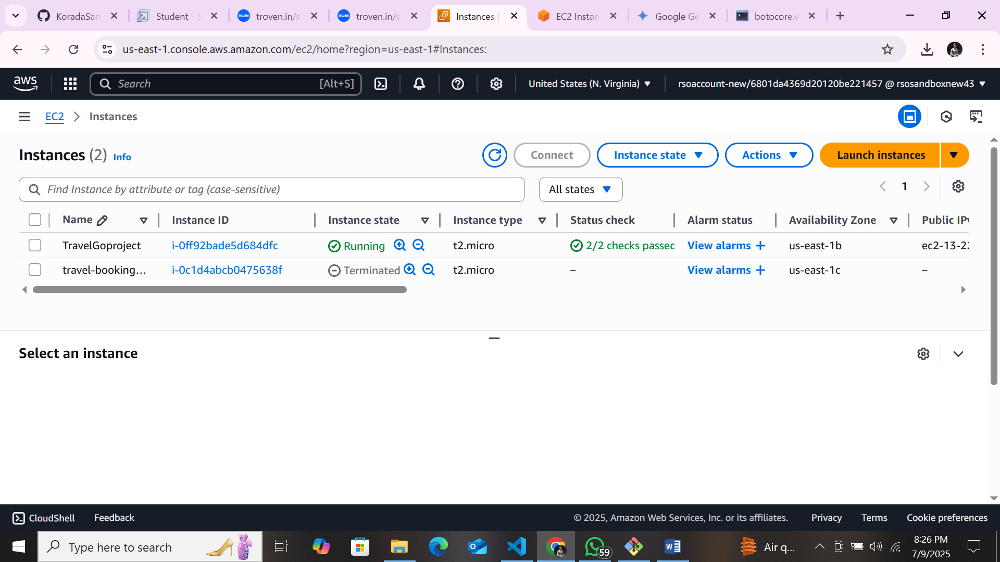 KoradaSan
Student - S
troven.in/s
troven.in/s
Instances |
EC2 Instan
Google Ge
botocore.e
us-east-1.console.aws.amazon.com/ec2/home?region=us-east-1#Instances:
aws
Search
[Alt+S]
United States (N. Virginia)
rsoaccount-new/6801da4369d20120be221457 @ rsosandboxnew43
EC2
Instances
Instances (2) Info
Connect
Instance state
Actions
Launch instances
Find Instance by attribute or tag (case-sensitive)
All states
1
Name
Instance ID
Instance state
Instance type
Status check
Alarm status
Availability Zone
Public IPv
TravelGoproject
i-0ff92bade5d684dfc
Running
t2.micro
2/2 checks passed
View alarms +
us-east-1b
ec2-13-22
travel-booking...
i-0c1d4abcb0475638f
Terminated
t2.micro
–
View alarms +
us-east-1c
–
Select an instance
CloudShell
Feedback
© 2025, Amazon Web Services, Inc. or its affiliates.
Privacy
Terms
Cookie preferences
Type here to search
59
Air q...
8:26 PM
7/9/2025